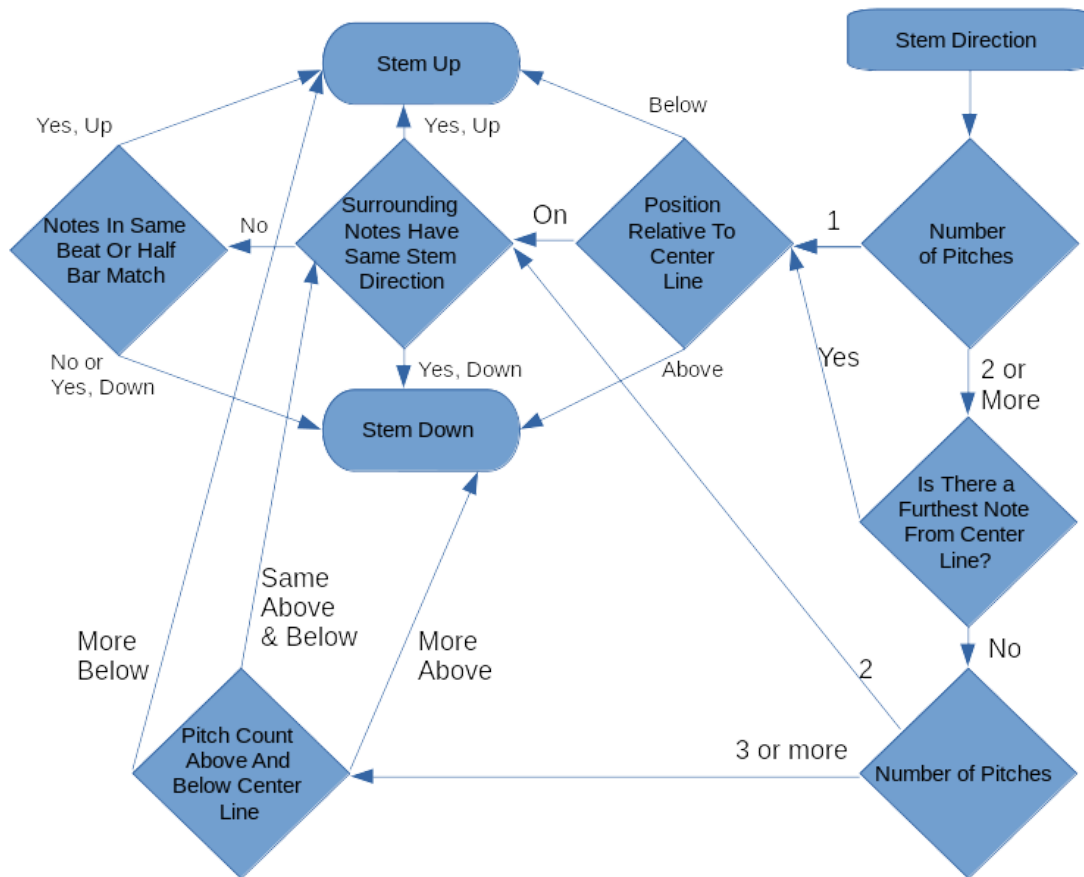 Stem Up
Stem Direction
Below
Yes, Up
Yes, Up
Notes In Same
Beat Or Half
Bar Match
No
Surrounding
Notes Have
Same Stem
Direction
On
Position
Relative To
Center
Line
1
Number
of Pitches
No or
Yes, Down
Yes, Down
Above
Yes
2 or
More
Stem Down
Is There a
Furthest Note
From Center
Line?
Same
Above
& Below
More
Below
More
Above
2
No
Pitch Count
Above And
Below Center
Line
3 or more
Number of Pitches